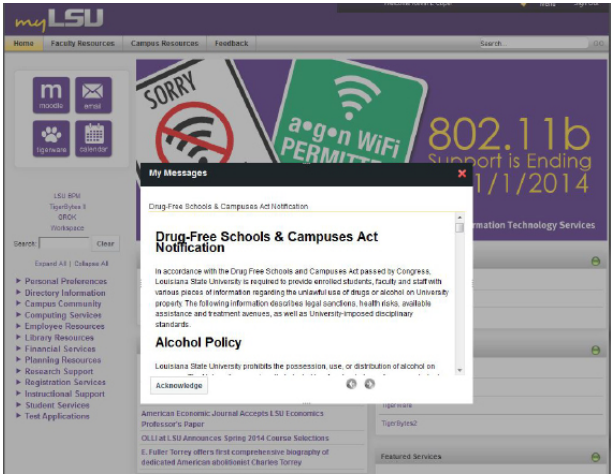 myLSU
Menu Sign Out
Home Faculty Resources Campus Resources Feedback
Search... GO
moodle email
tigerware calendar
SORRY
a•g•n WiFi
PERMITTED
802.11b
Support is Ending
1/1/2014
Information Technology Services
LSU BPM
TigerBytes II
GROK
Workspace
Search: Clear
Expand All | Collapse All
Personal Preferences
Directory Information
Campus Community
Computing Services
Employee Resources
Library Resources
Financial Services
Planning Resources
Research Support
Registration Services
Instructional Support
Student Services
Test Applications
My Messages
Drug-Free Schools & Campuses Act Notification
Drug-Free Schools & Campuses Act
Notification
In accordance with the Drug Free Schools and Campuses Act passed by Congress,
Louisiana State University is required to provide enrolled students, faculty and staff with
various pieces of information regarding the unlawful use of drugs or alcohol on University
property. The following information describes legal sanctions, health risks, available
assistance and treatment avenues, as well as University-imposed disciplinary
standards.
Alcohol Policy
Louisiana State University prohibits the possession, use, or distribution of alcohol on
Acknowledge
American Economic Journal Accepts LSU Economics
Professor's Paper
OLLI at LSU Announces Spring 2014 Course Selections
E. Fuller Torrey offers first comprehensive biography of
dedicated American abolitionist Charles Torrey
TigerWare
TigerBytes2
Featured Services